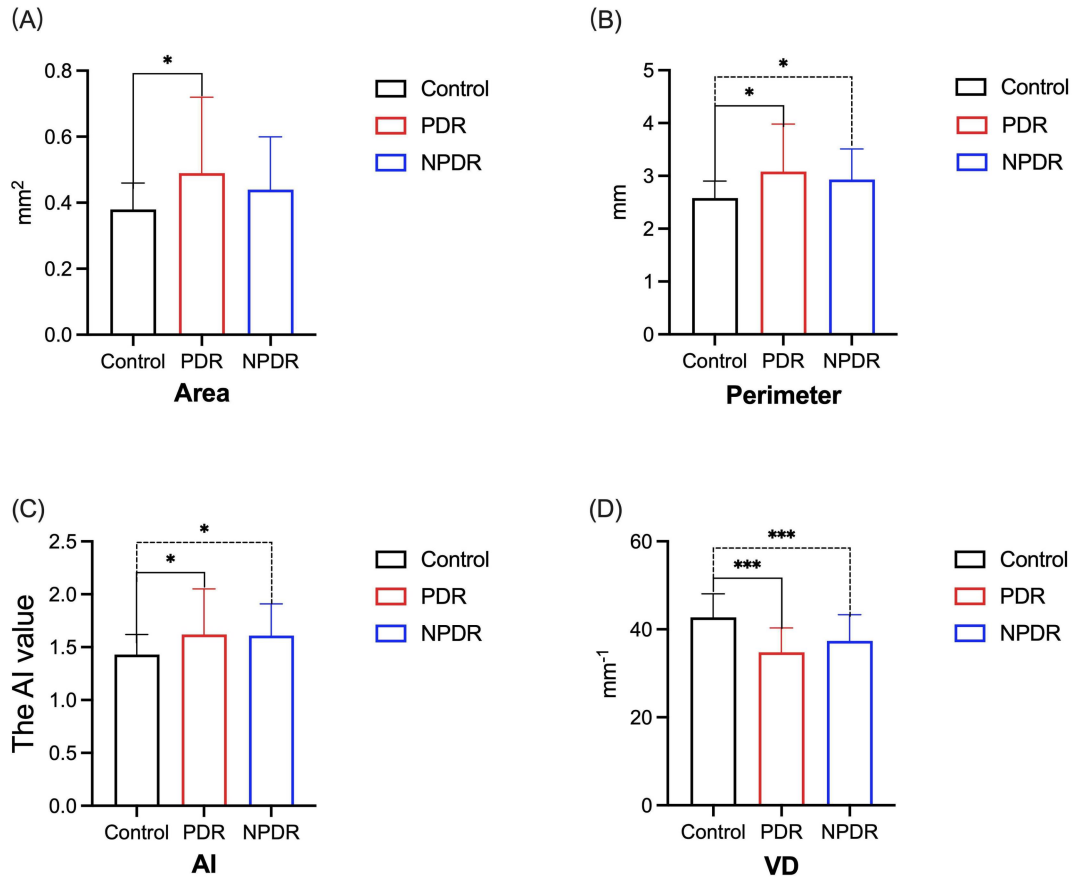 (A)
*
0.8
0.6
0.4
0.2
0.0
mm²
Control
PDR
NPDR
Control PDR NPDR
Area
(B)
*
*
5
4
3
2
1
0
mm
Control
PDR
NPDR
Control PDR NPDR
Perimeter
(C)
*
*
2.5
2.0
1.5
1.0
0.5
0.0
The AI value
Control
PDR
NPDR
Control PDR NPDR
AI
(D)
***
***
60
40
20
0
mm⁻¹
Control
PDR
NPDR
Control PDR NPDR
VD